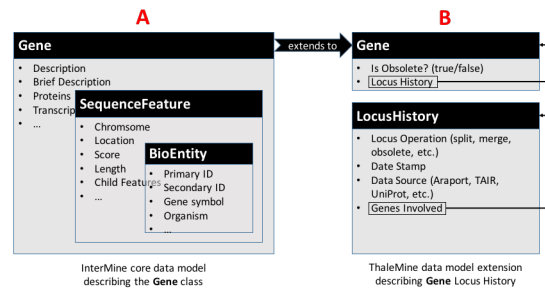 A
B
Gene
• Description
• Brief Description
• Proteins
• Transcrip
• ...
SequenceFeature
• Chromsome
• Location
• Score
• Length
• Child Features
• ...
BioEntity
• Primary ID
• Secondary ID
• Gene symbol
• Organism
• ...
extends to
Gene
• Is Obsolete? (true/false)
• Locus History
LocusHistory
• Locus Operation (split, merge,
obsolete, etc.)
• Date Stamp
• Data Source (Araport, TAIR,
UniProt, etc.)
• Genes Involved
InterMine core data model
describing the Gene class
ThaleMine data model extension
describing Gene Locus History